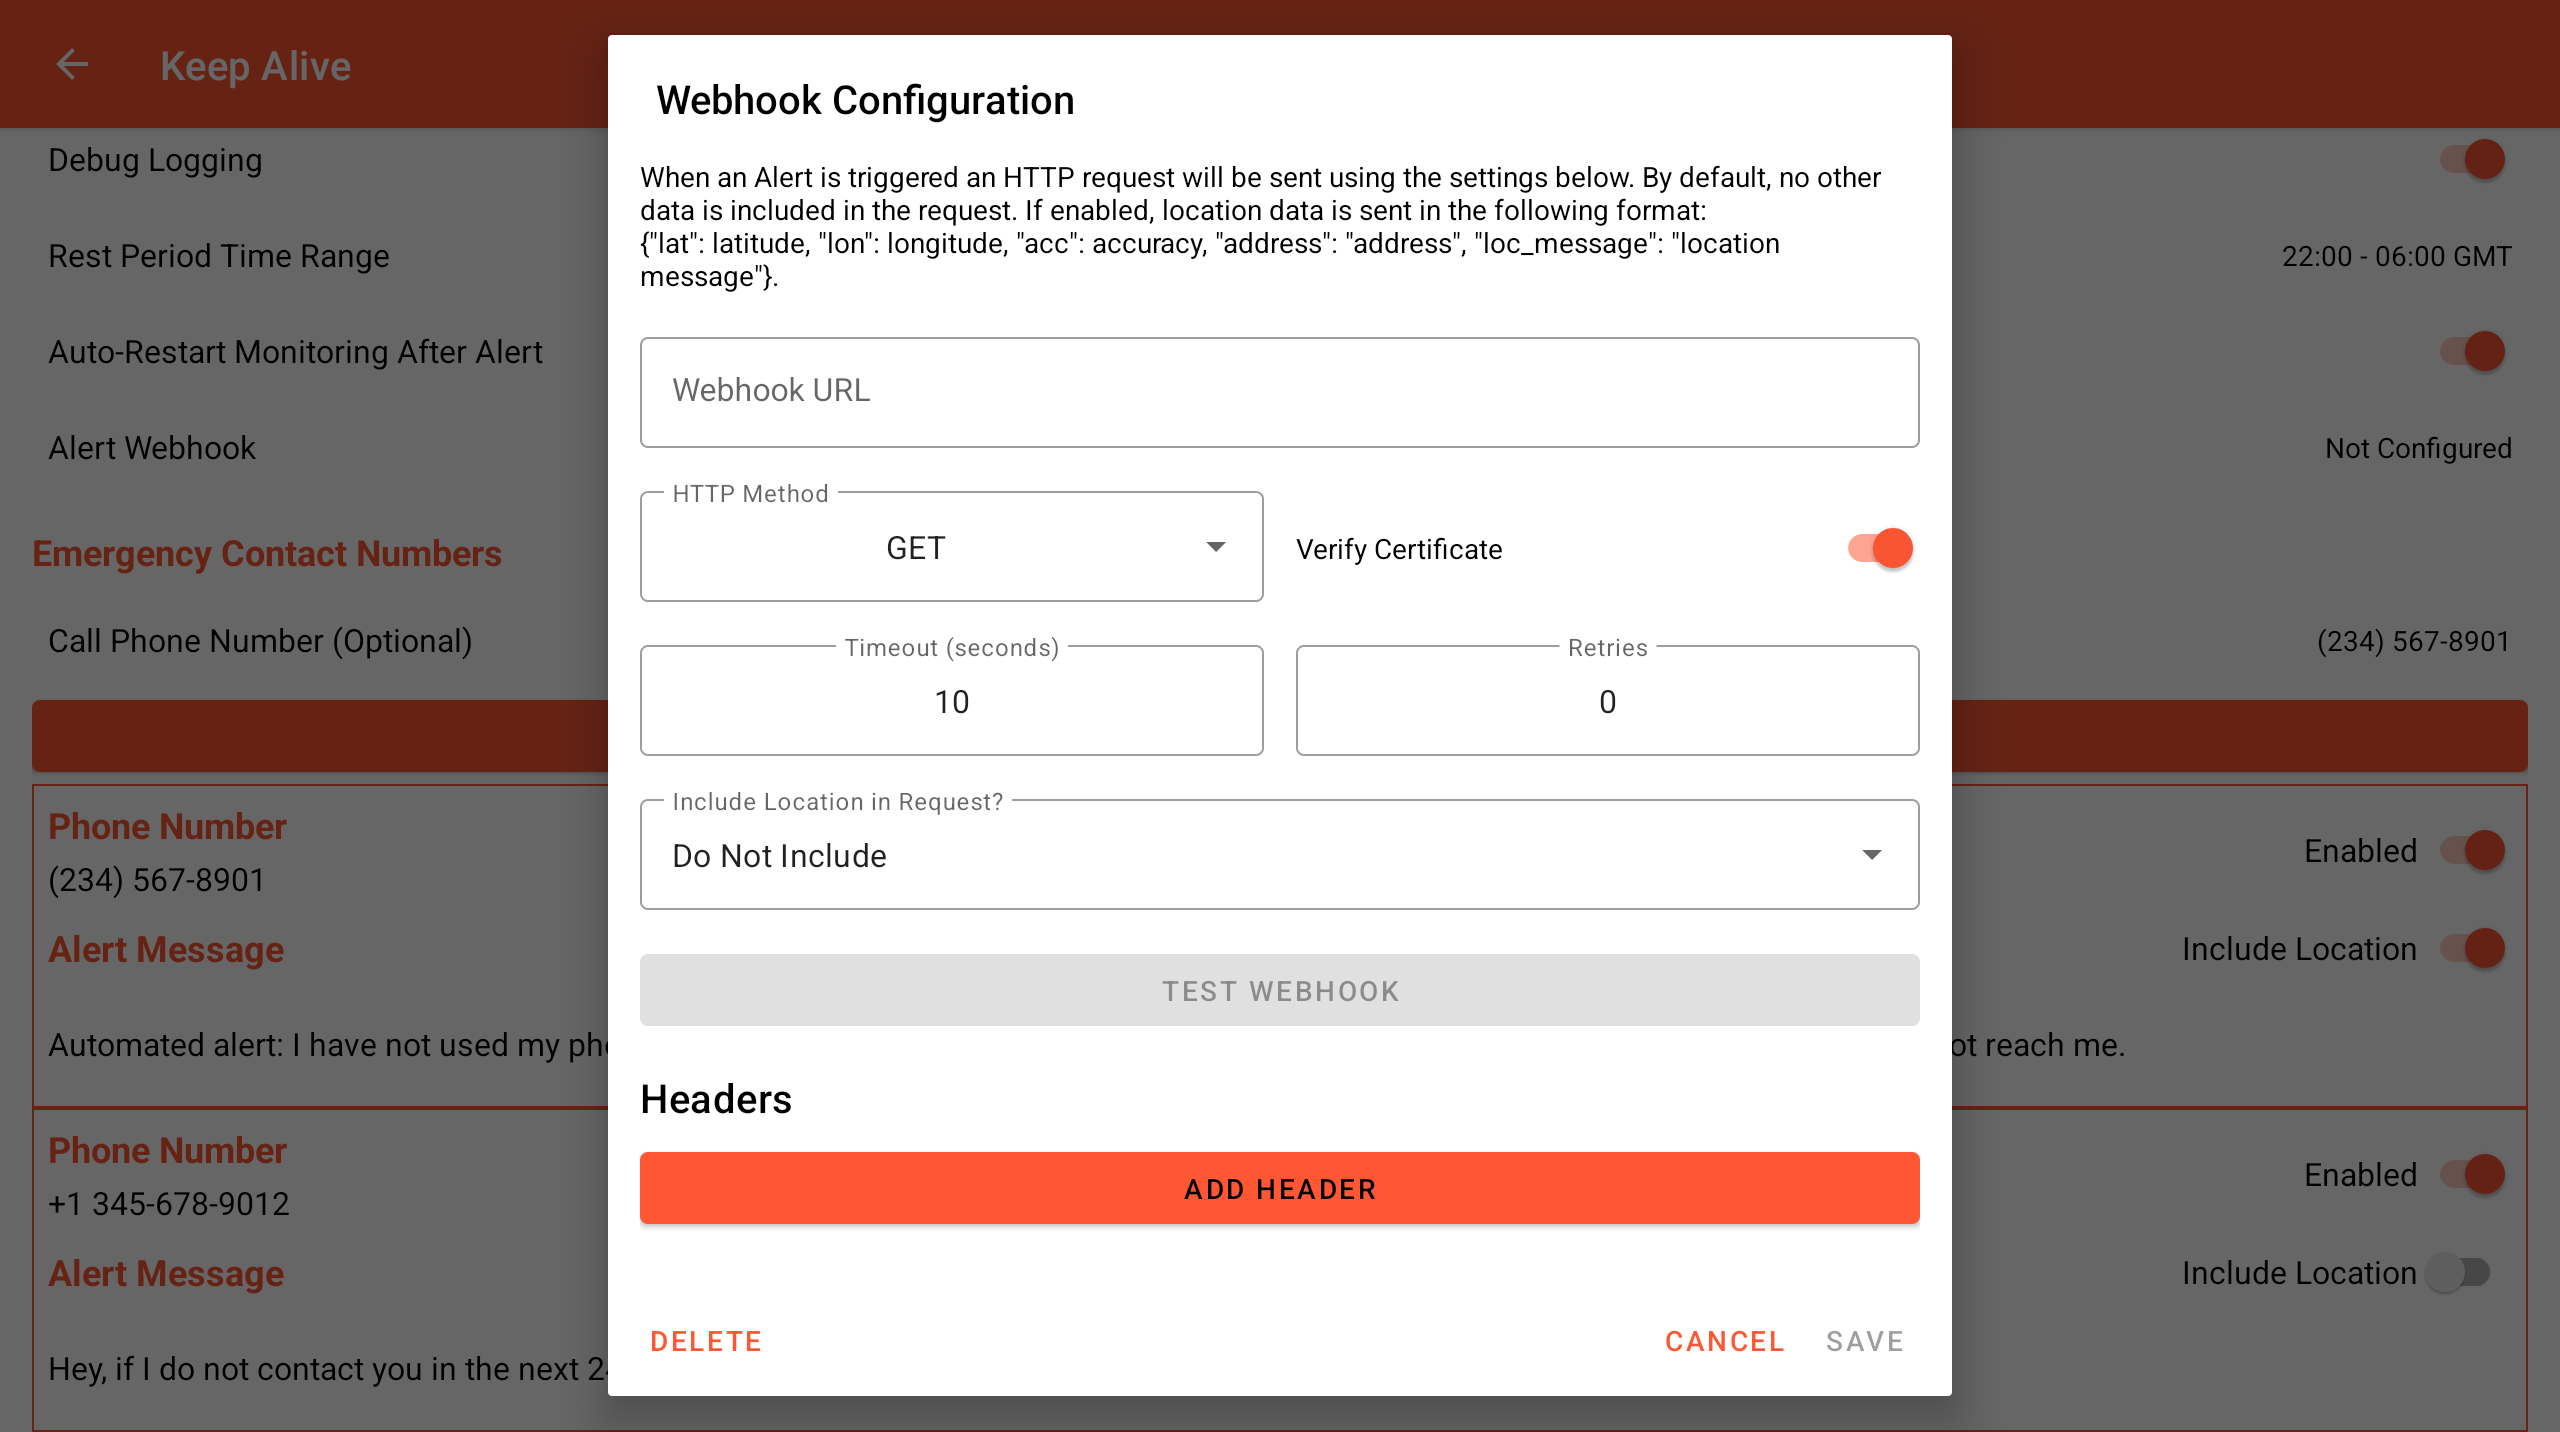 Keep Alive
Debug Logging
Rest Period Time Range
22:00 - 06:00 GMT
Auto-Restart Monitoring After Alert
Alert Webhook
Not Configured
Emergency Contact Numbers
Call Phone Number (Optional)
(234) 567-8901
Phone Number
(234) 567-8901
Enabled
Alert Message
Include Location
Automated alert: I have not used my
ot reach me.
Phone Number
+1 345-678-9012
Enabled
Alert Message
Include Location
Hey, if I do not contact you in the next
Webhook Configuration
When an Alert is triggered an HTTP request will be sent using the settings below. By default, no other
data is included in the request. If enabled, location data is sent in the following format:
{"lat": latitude, "lon": longitude, "acc": accuracy, "address": "address", "loc_message": "location
message"}.
Webhook URL
HTTP Method
GET
Verify Certificate
Timeout (seconds)
10
Retries
0
Include Location in Request?
Do Not Include
TEST WEBHOOK
Headers
ADD HEADER
DELETE
CANCEL
SAVE